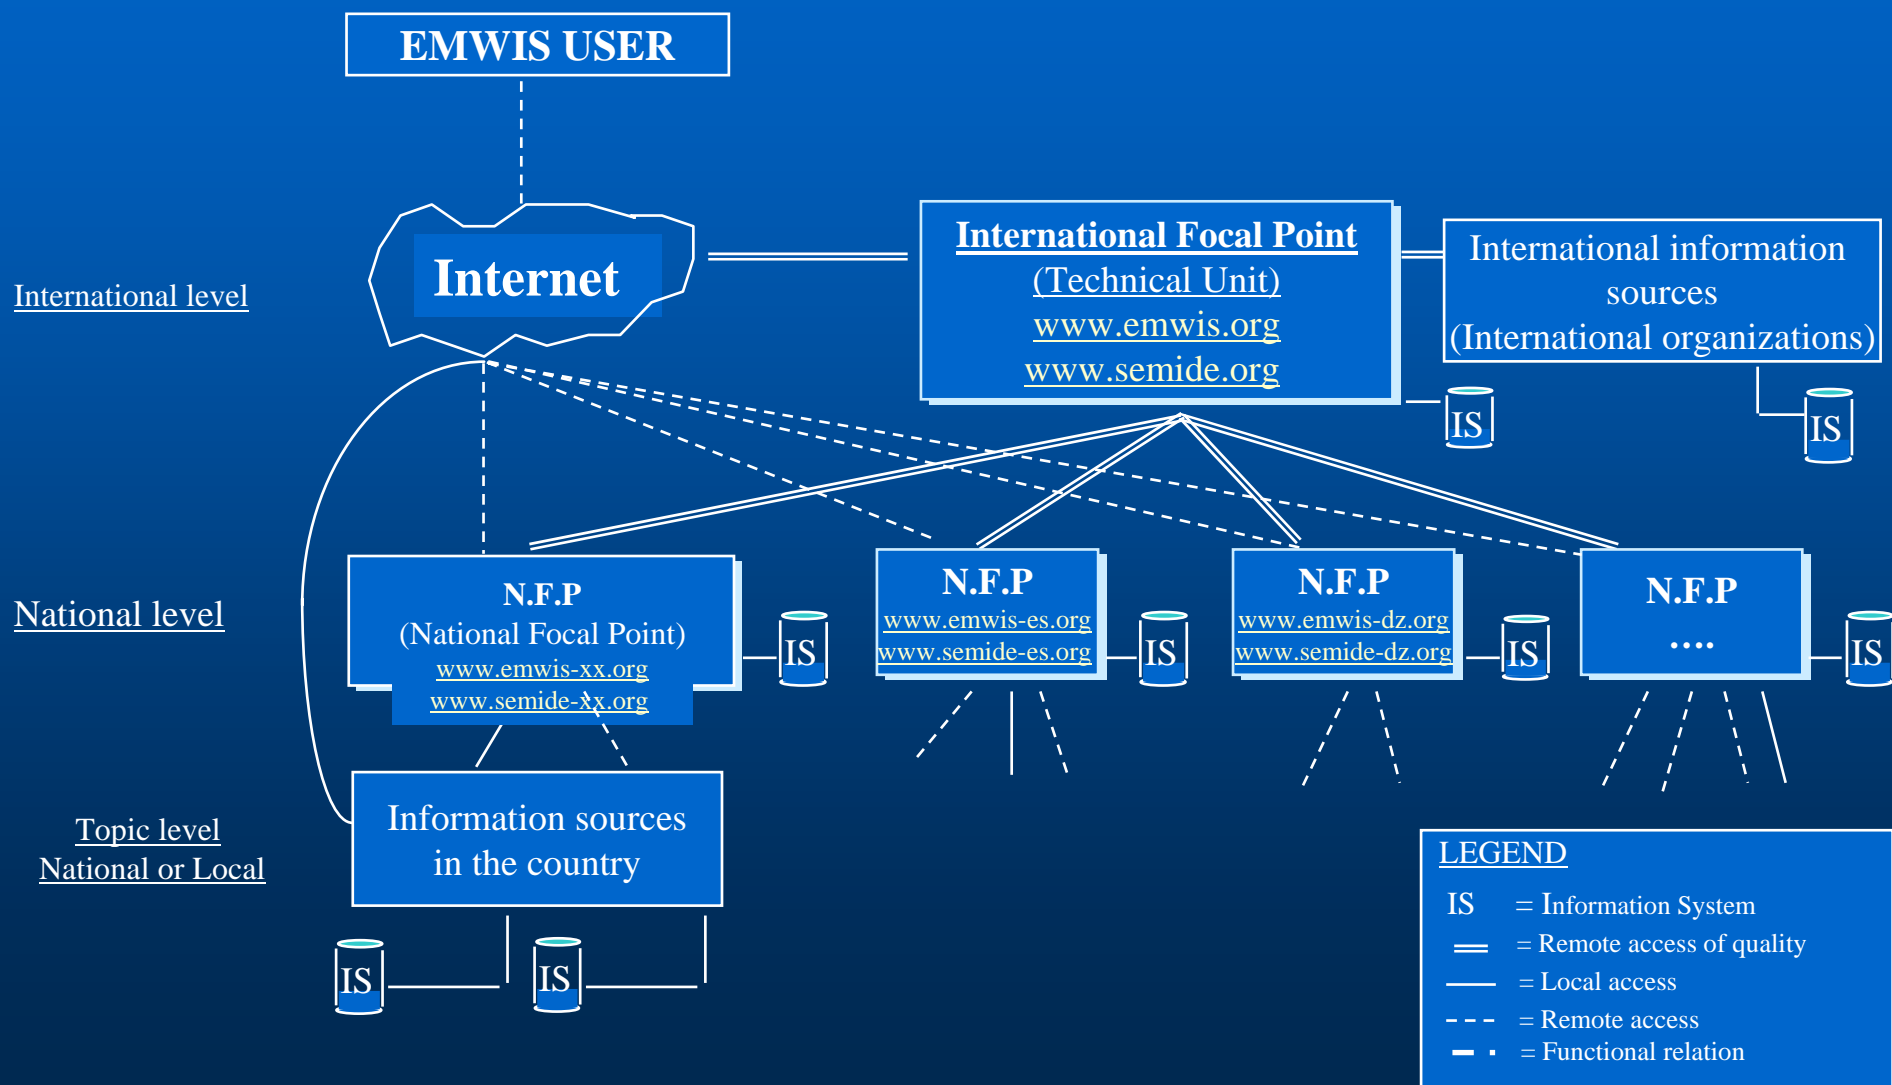 EMWIS USER
Internet
International level
International Focal Point
(Technical Unit)
www.emwis.org
www.semide.org
International information
sources
(International organizations)
IS
IS
National level
N.F.P
(National Focal Point)
www.emwis-xx.org
www.semide-xx.org
IS
N.F.P
www.emwis-es.org
www.semide-es.org
IS
N.F.P
www.emwis-dz.org
www.semide-dz.org
IS
N.F.P
....
IS
Topic level
National or Local
Information sources
in the country
IS
IS
LEGEND
IS = Information System
= Remote access of quality
= Local access
= Remote access
= Functional relation